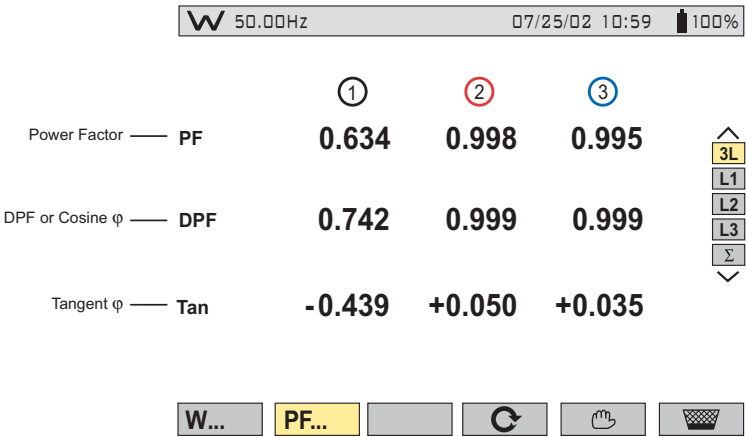 W 50.00Hz 07/25/02 10:59 100%
1 2 3
Power Factor PF 0.634 0.998 0.995
3L
L1
L2
DPF or Cosine φ DPF 0.742 0.999 0.999
L3
Σ
Tangent φ Tan -0.439 +0.050 +0.035
W... PF...